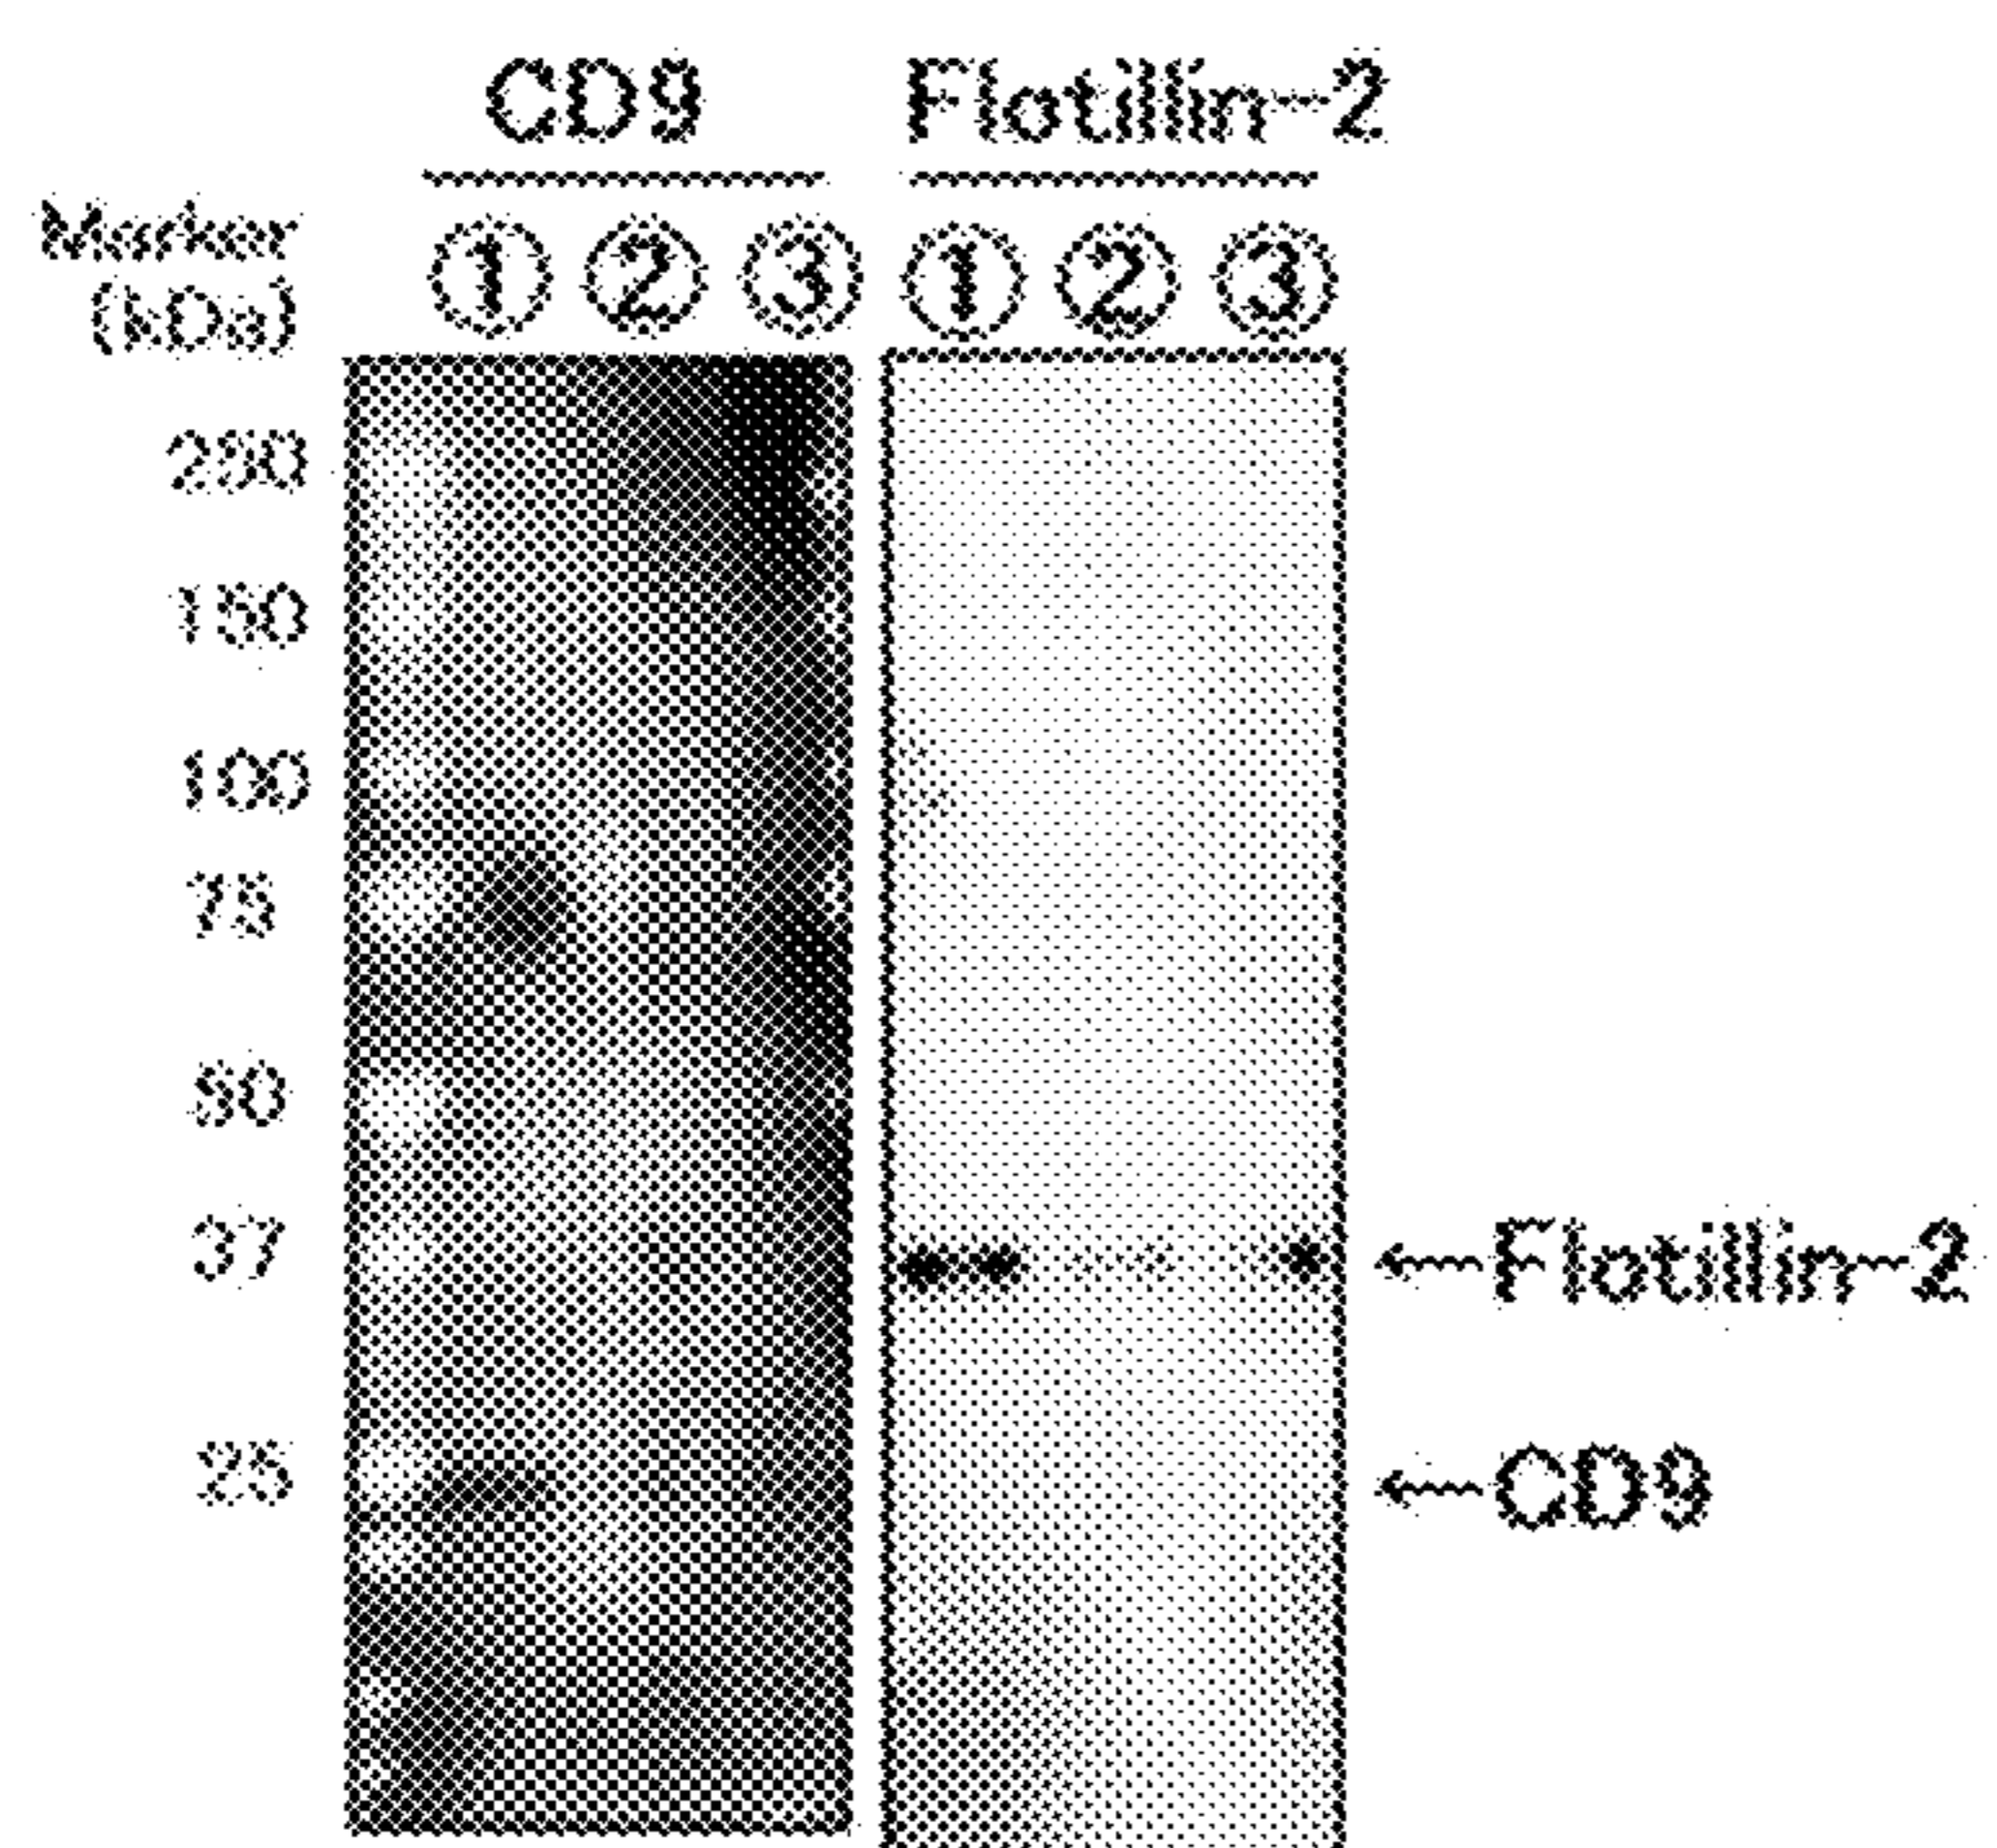 CD9 Flotillin-2
Marker
(kDa)
① ② ③ ① ② ③
250
150
100
75
50
37
25
←Flotillin-2
←CD9